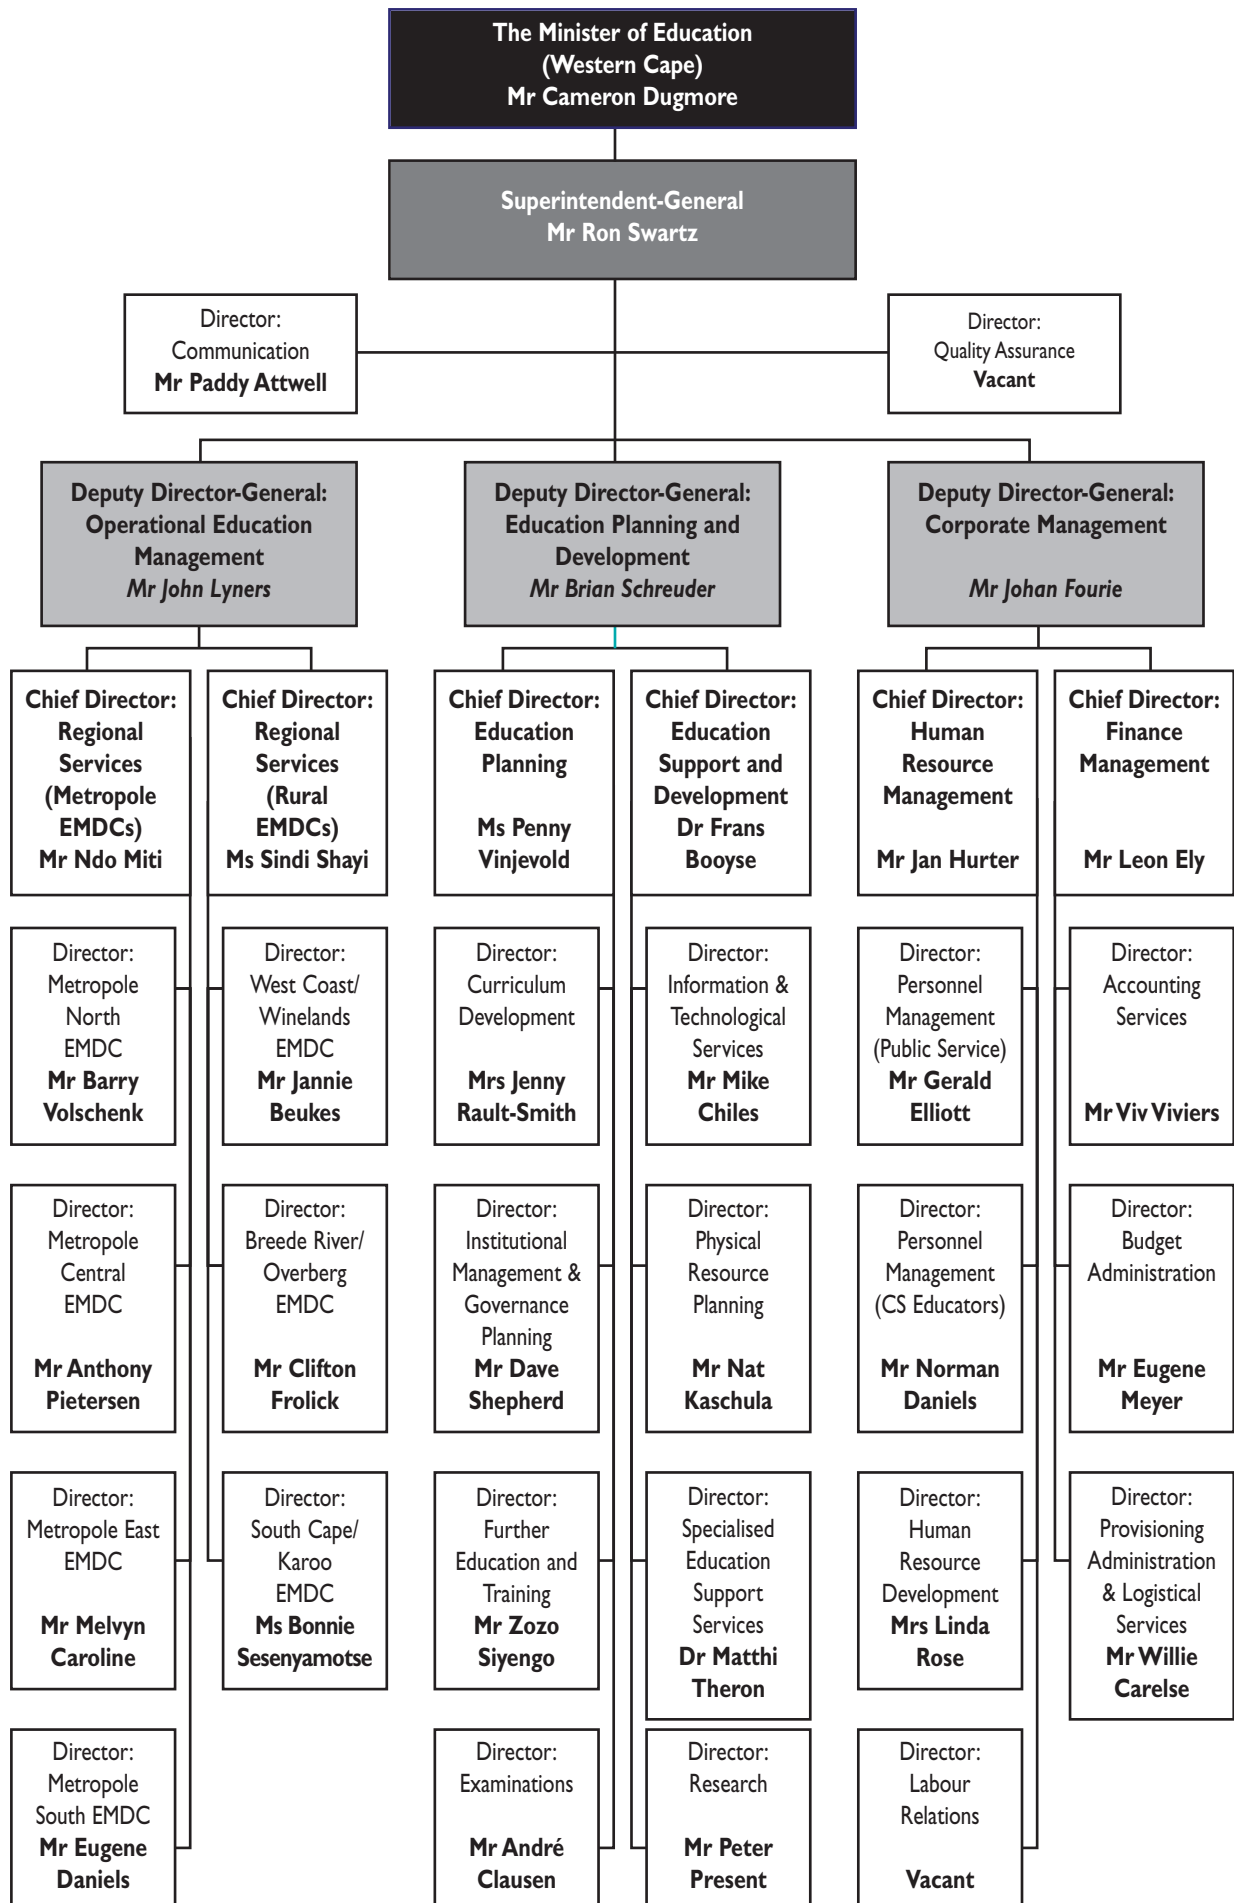 The Minister of Education
(Western Cape)
Mr Cameron Dugmore
Superintendent-General
Mr Ron Swartz
Director:
Communication
Mr Paddy Attwell
Director:
Quality Assurance
Vacant
Deputy Director-General:
Operational Education
Management
Mr John Lyners
Deputy Director-General:
Education Planning and
Development
Mr Brian Schreuder
Deputy Director-General:
Corporate Management
Mr Johan Fourie
Chief Director:
Regional
Services
(Metropole
EMDCs)
Mr Ndo Miti
Chief Director:
Regional
Services
(Rural
EMDCs)
Ms Sindi Shayi
Chief Director:
Education
Planning
Ms Penny
Vinjevold
Chief Director:
Education
Support and
Development
Dr Frans
Booyse
Chief Director:
Human
Resource
Management
Mr Jan Hurter
Chief Director:
Finance
Management
Mr Leon Ely
Director:
Metropole
North
EMDC
Mr Barry
Volschenk
Director:
West Coast/
Winelands
EMDC
Mr Jannie
Beukes
Director:
Curriculum
Development
Mrs Jenny
Rault-Smith
Director:
Information &
Technological
Services
Mr Mike
Chiles
Director:
Personnel
Management
(Public Service)
Mr Gerald
Elliott
Director:
Accounting
Services
Mr Viv Viviers
Director:
Metropole
Central
EMDC
Mr Anthony
Pietersen
Director:
Breede River/
Overberg
EMDC
Mr Clifton
Frolick
Director:
Institutional
Management &
Governance
Planning
Mr Dave
Shepherd
Director:
Physical
Resource
Planning
Mr Nat
Kaschula
Director:
Personnel
Management
(CS Educators)
Mr Norman
Daniels
Director:
Budget
Administration
Mr Eugene
Meyer
Director:
Metropole East
EMDC
Mr Melvyn
Caroline
Director:
South Cape/
Karoo
EMDC
Ms Bonnie
Sesenyamotse
Director:
Further
Education and
Training
Mr Zozo
Siyengo
Director:
Specialised
Education
Support
Services
Dr Matthi
Theron
Director:
Human
Resource
Development
Mrs Linda
Rose
Director:
Provisioning
Administration
& Logistical
Services
Mr Willie
Carelse
Director:
Metropole
South EMDC
Mr Eugene
Daniels
Director:
Examinations
Mr André
Clausen
Director:
Research
Mr Peter
Present
Director:
Labour
Relations
Vacant